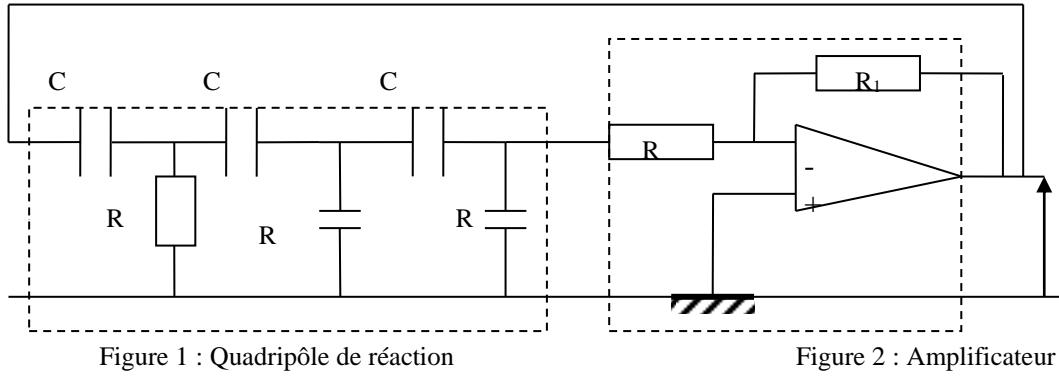 C C C
R₁
R
-
R R R
+
Figure 1 : Quadripôle de réaction Figure 2 : Amplificateur